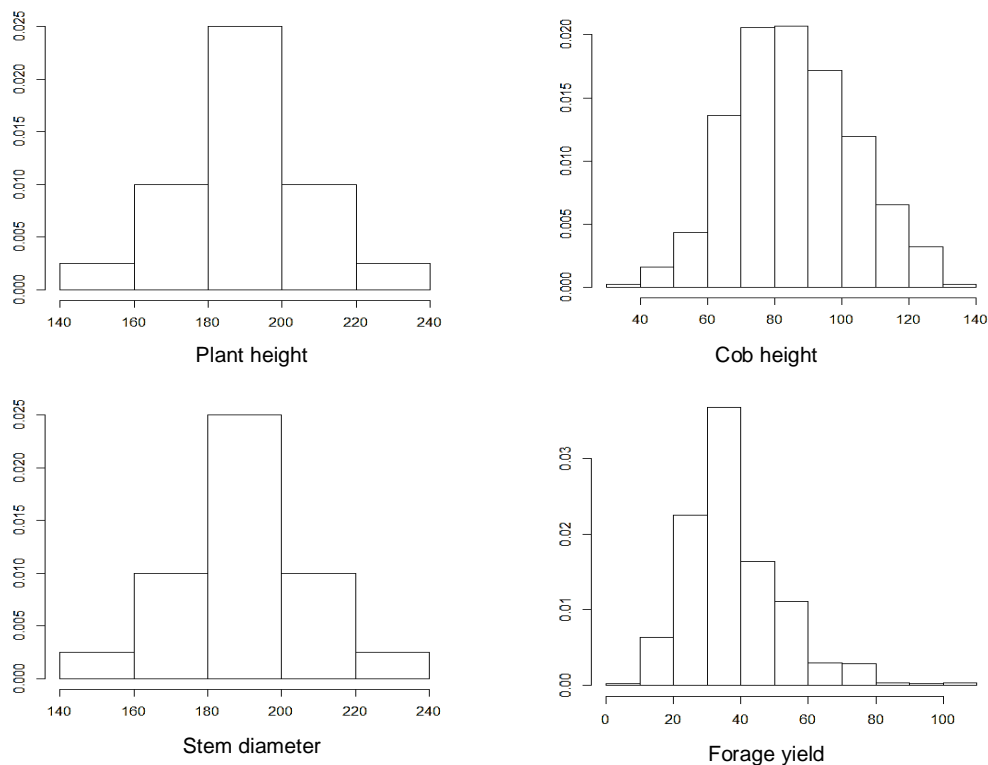 0.000 0.005 0.010 0.015 0.020 0.025
140 160 180 200 220 240
Plant height
0.000 0.005 0.010 0.015 0.020
40 60 80 100 120 140
Cob height
0.000 0.005 0.010 0.015 0.020 0.025
140 160 180 200 220 240
Stem diameter
0.00 0.01 0.02 0.03
0 20 40 60 80 100
Forage yield